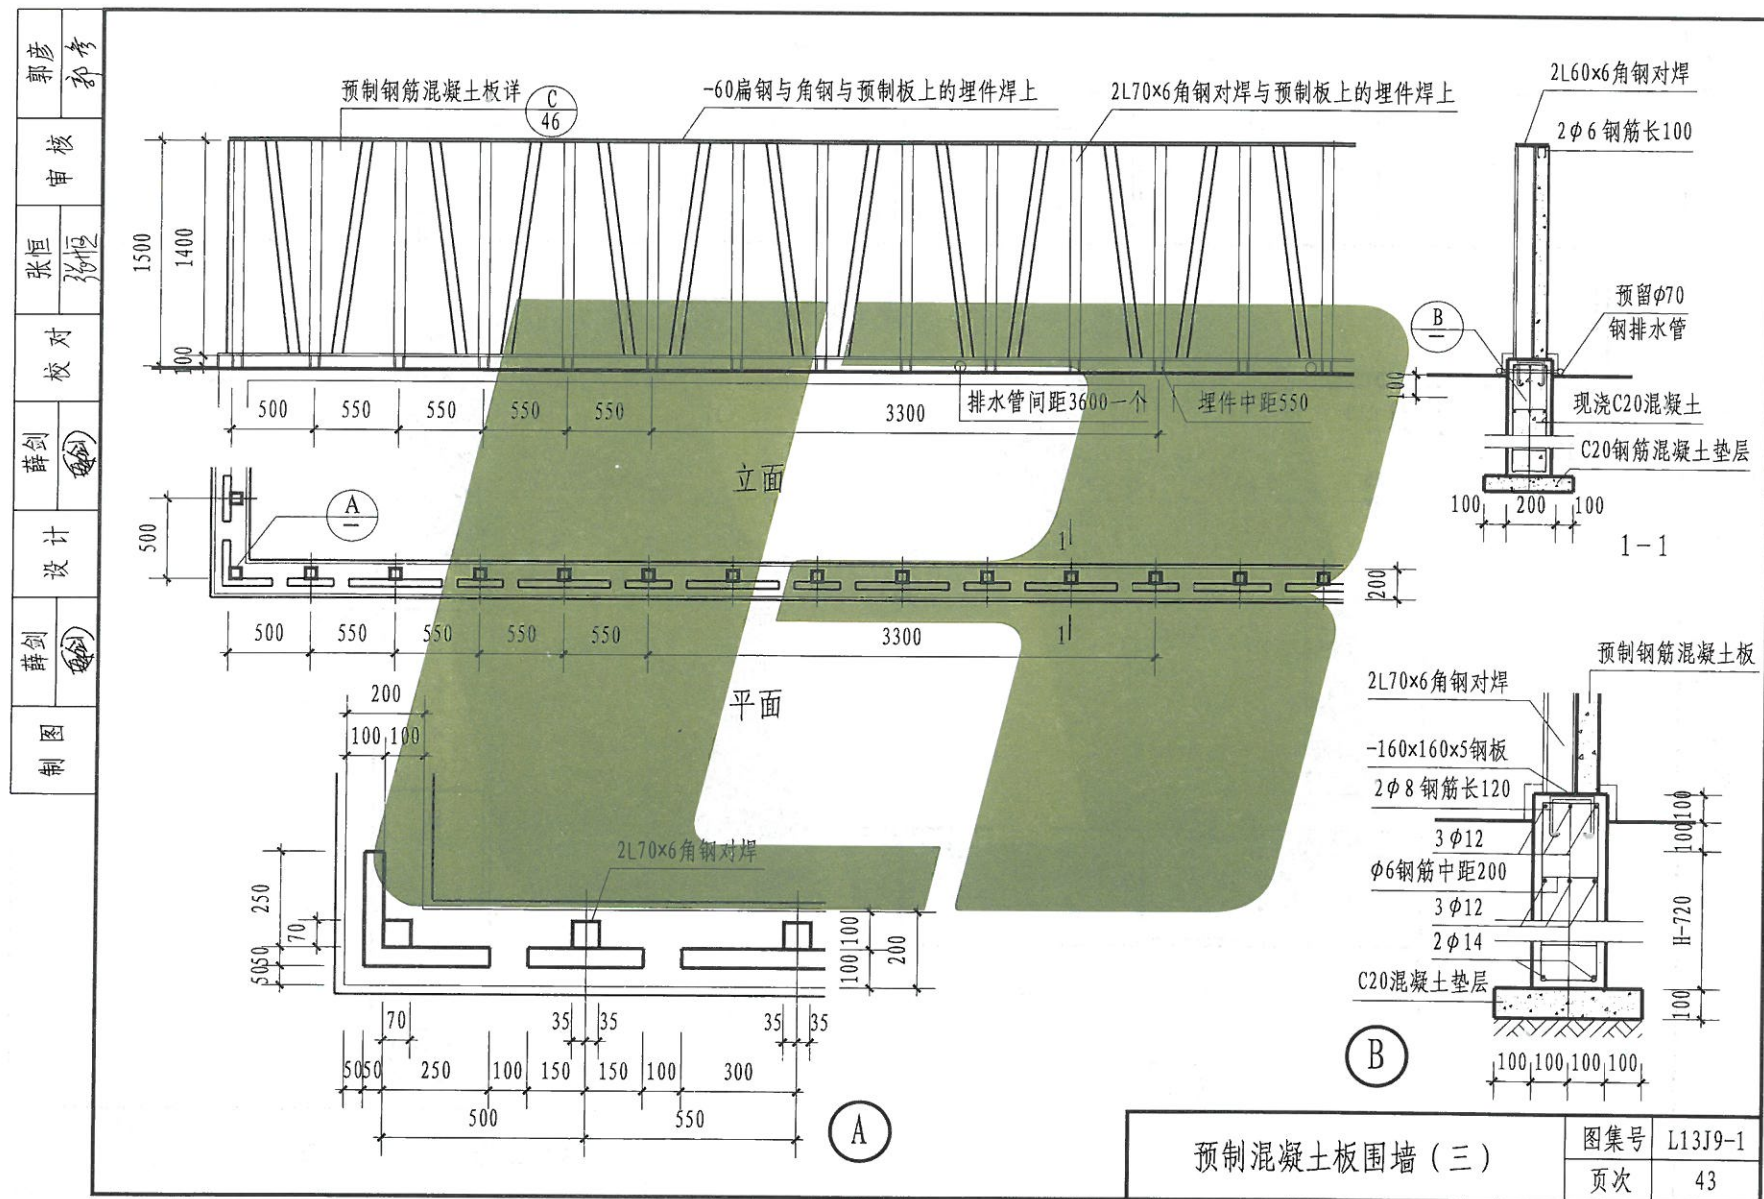 郭彦
审核
张恒
校对
薛剑
设计
薛剑
制图
预制钢筋混凝土板详
C
46
-60扁钢与角钢与预制板上的埋件焊上
2L70×6角钢对焊与预制板上的埋件焊上
1500
1400
100
500
550
550
550
550
3300
排水管间距3600一个
埋件中距550
立面
2L60×6角钢对焊
2φ6钢筋长100
预留φ70
钢排水管
B
100
现浇C20混凝土
C20钢筋混凝土垫层
100
200
100
1-1
A
500
1
1
200
500
550
550
550
550
3300
平面
200
100
100
2L70×6角钢对焊
250
70
50
50
100
100
200
70
35
35
35
35
50
50
250
100
150
150
100
300
500
550
A
预制钢筋混凝土板
2L70×6角钢对焊
-160×160×5钢板
2φ8钢筋长120
3φ12
φ6钢筋中距200
3φ12
2φ14
C20混凝土垫层
100
100
H-720
100
100
100
100
100
B
预制混凝土板围墙（三）
图集号
L13J9-1
页次
43